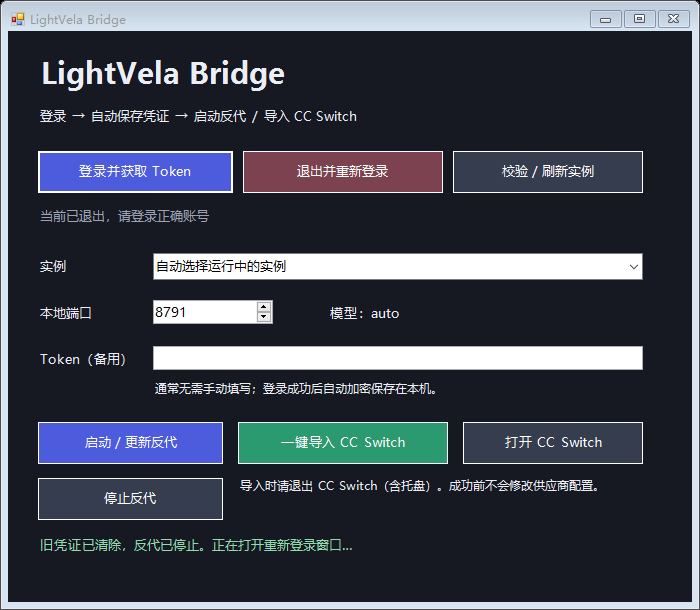 LightVela Bridge
LightVela Bridge
登录 → 自动保存凭证 → 启动反代 / 导入 CC Switch
登录并获取 Token
退出并重新登录
校验 / 刷新实例
当前已退出，请登录正确账号
实例
自动选择运行中的实例
本地端口
8791
模型：auto
Token（备用）
通常无需手动填写；登录成功后自动加密保存在本机。
启动 / 更新反代
一键导入 CC Switch
打开 CC Switch
停止反代
导入时请退出 CC Switch（含托盘）。成功前不会修改供应商配置。
旧凭证已清除，反代已停止。正在打开重新登录窗口...